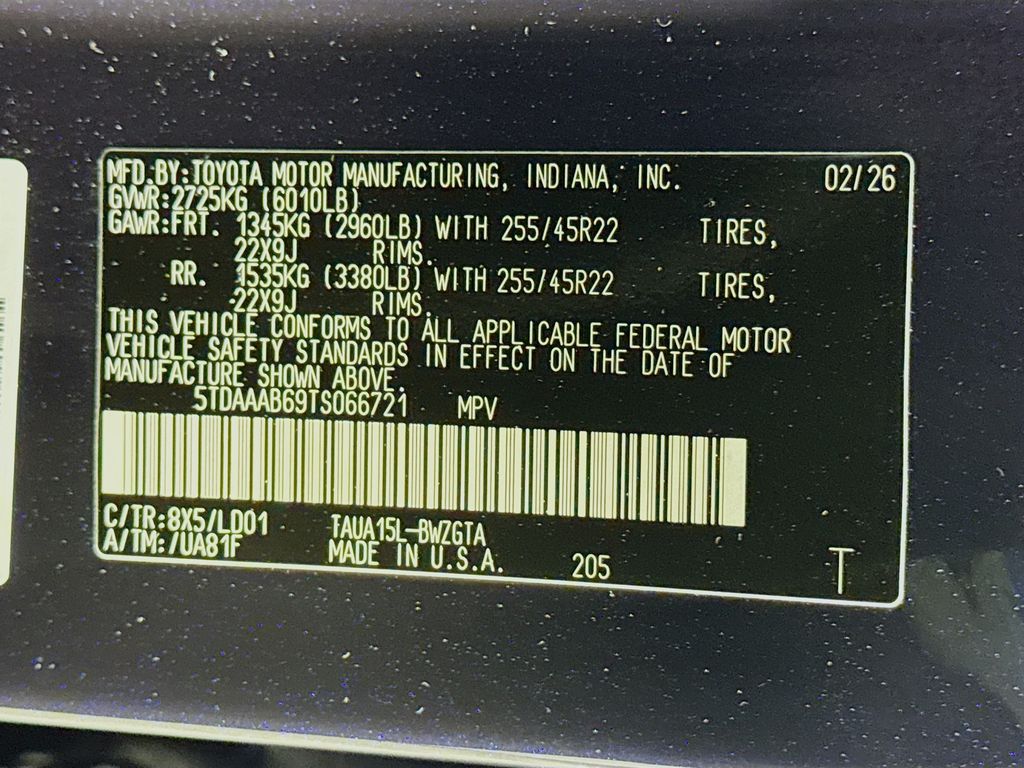 MFD.BY:TOYOTA MOTOR MANUFACTURING, INDIANA, INC. 02/26
GVWR:2725KG (6010LB)
GAWR:FRT. 1345KG (2960LB) WITH 255/45R22 TIRES,
22X9J RIMS.
RR. 1535KG (3380LB) WITH 255/45R22 TIRES,
22X9J RIMS.
THIS VEHICLE CONFORMS TO ALL APPLICABLE FEDERAL MOTOR
VEHICLE SAFETY STANDARDS IN EFFECT ON THE DATE OF
MANUFACTURE SHOWN ABOVE.
5TDAAAB69TS066721 MPV
C/TR:8X5/LD01 TAUA15L-BWZGTA
A/TM:/UA81F MADE IN U.S.A. 205 T